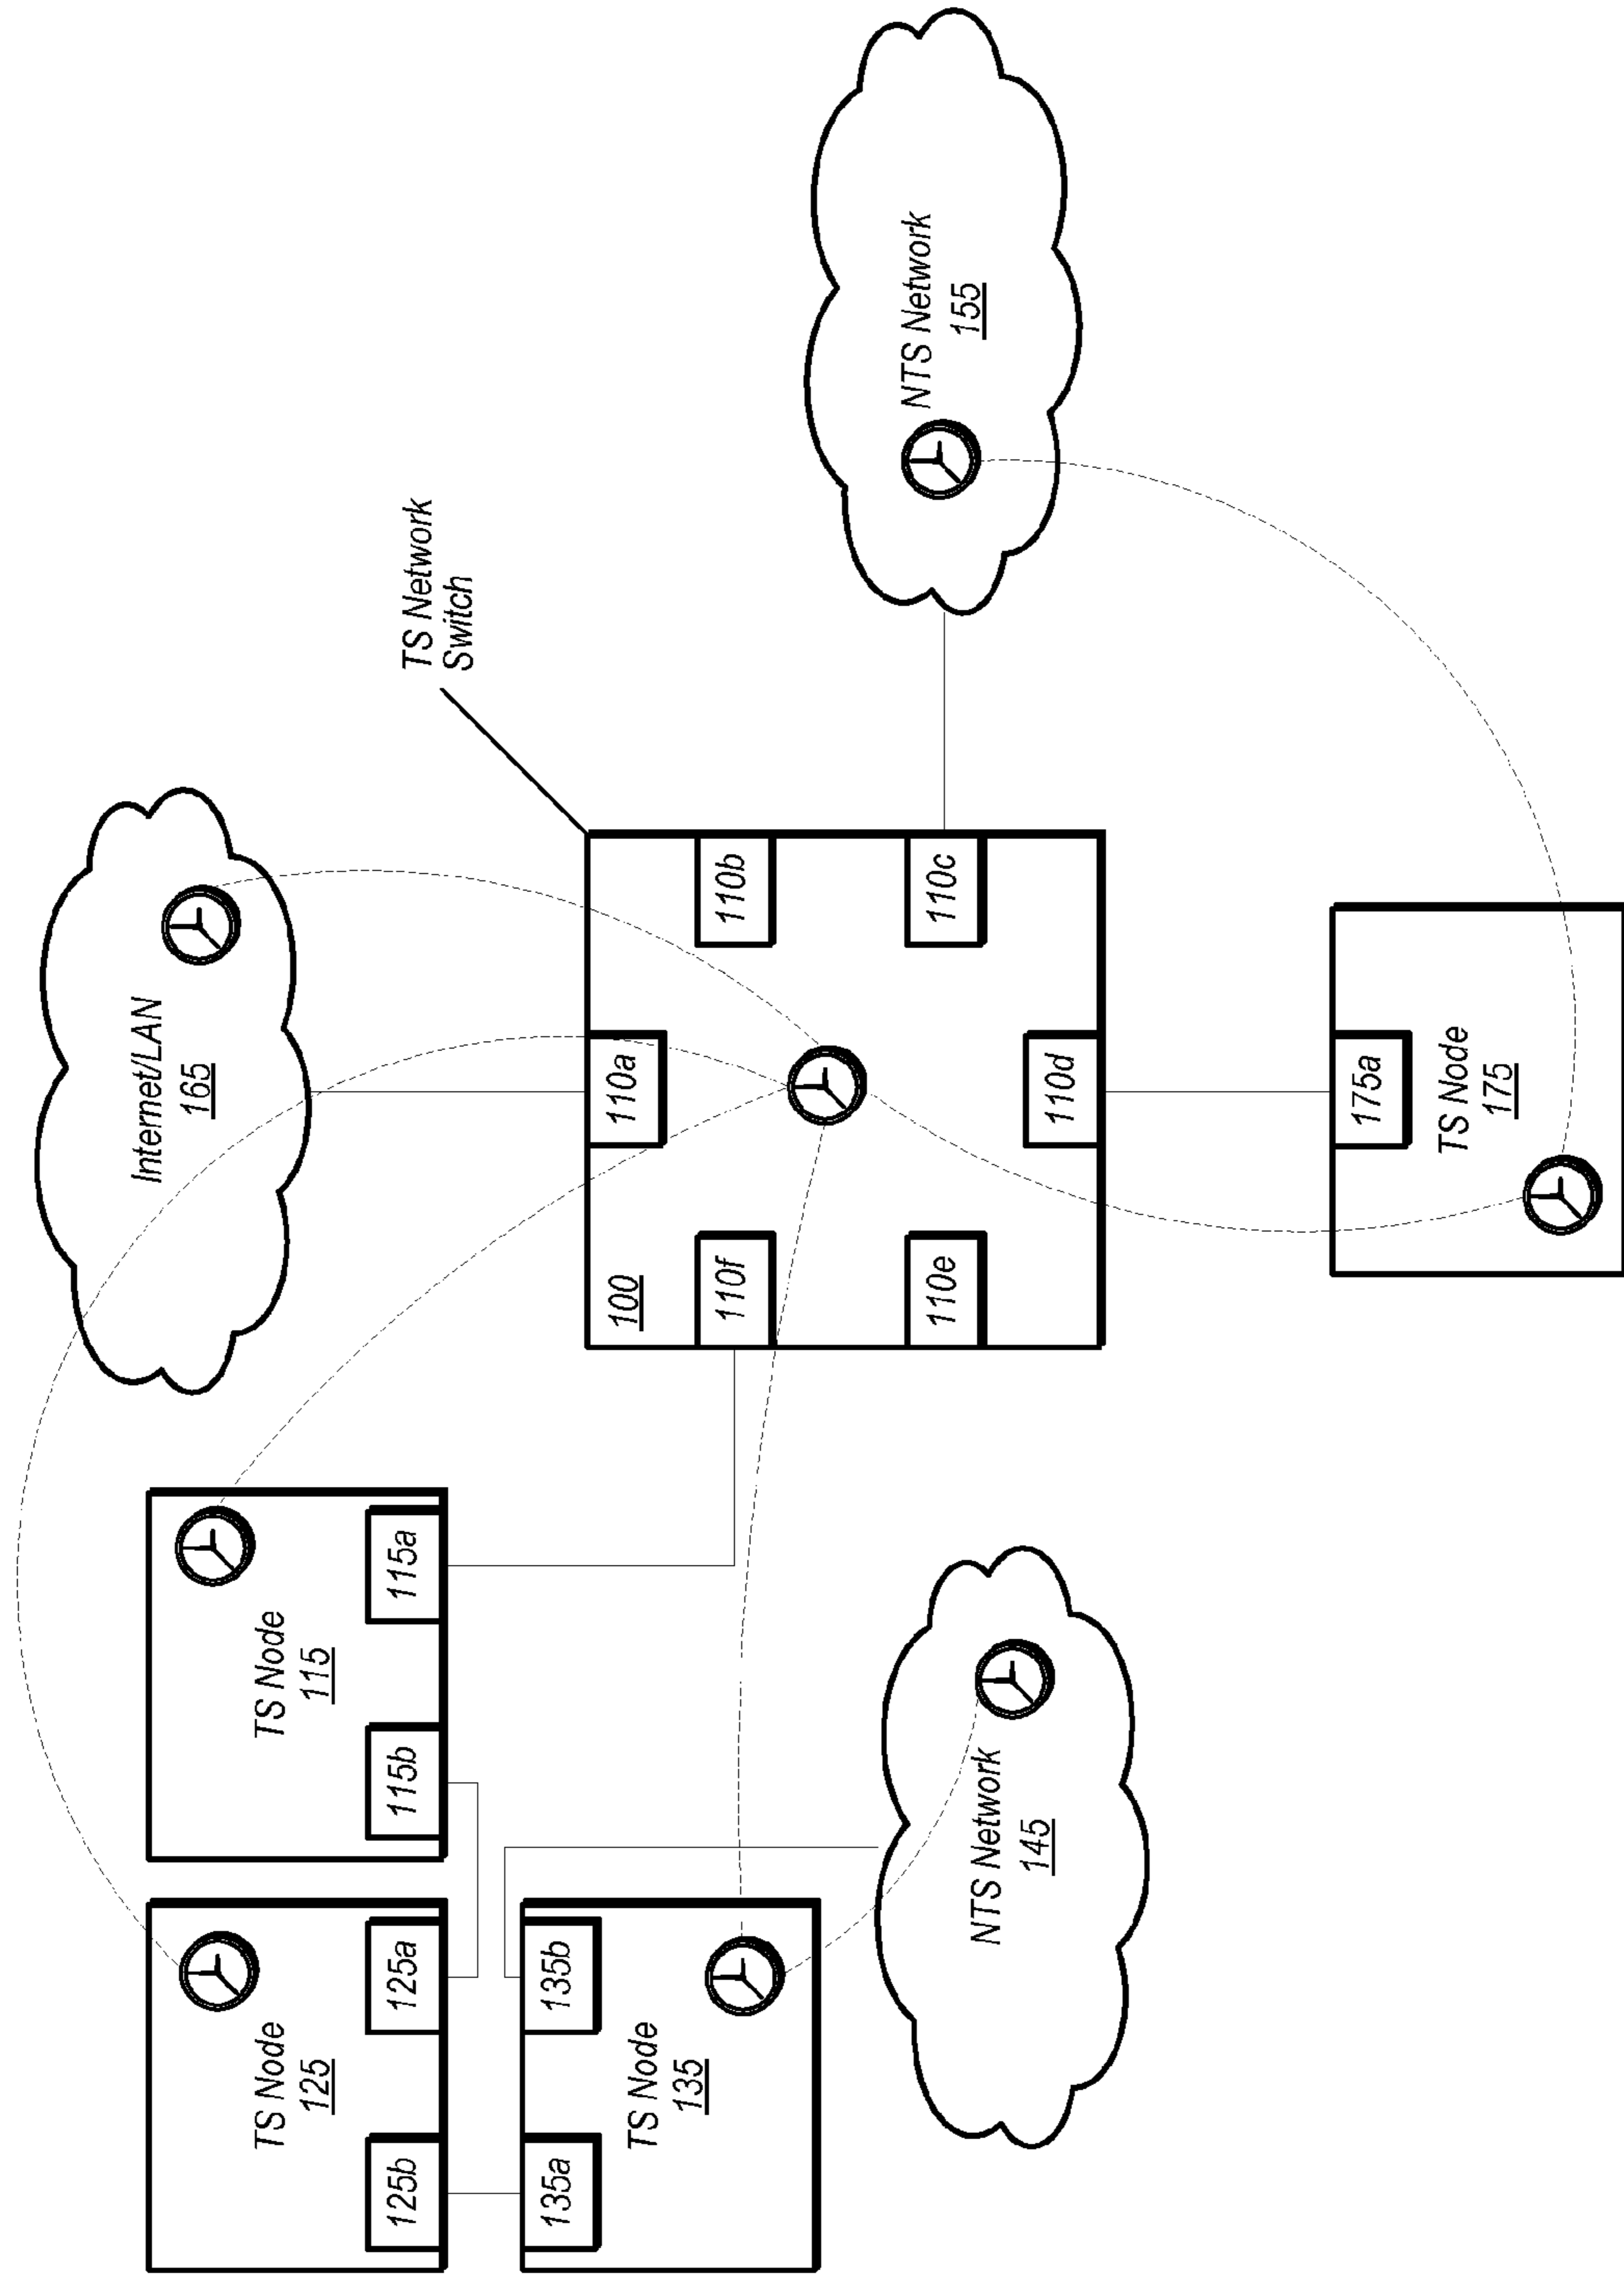 TS Node
125
125b
125a
TS Node
115
115b
115a
Internet/LAN
165
TS Network
Switch
TS Node
135
135a
135b
100
110a
110b
110c
110d
110e
110f
NTS Network
145
NTS Network
155
TS Node
175
175a